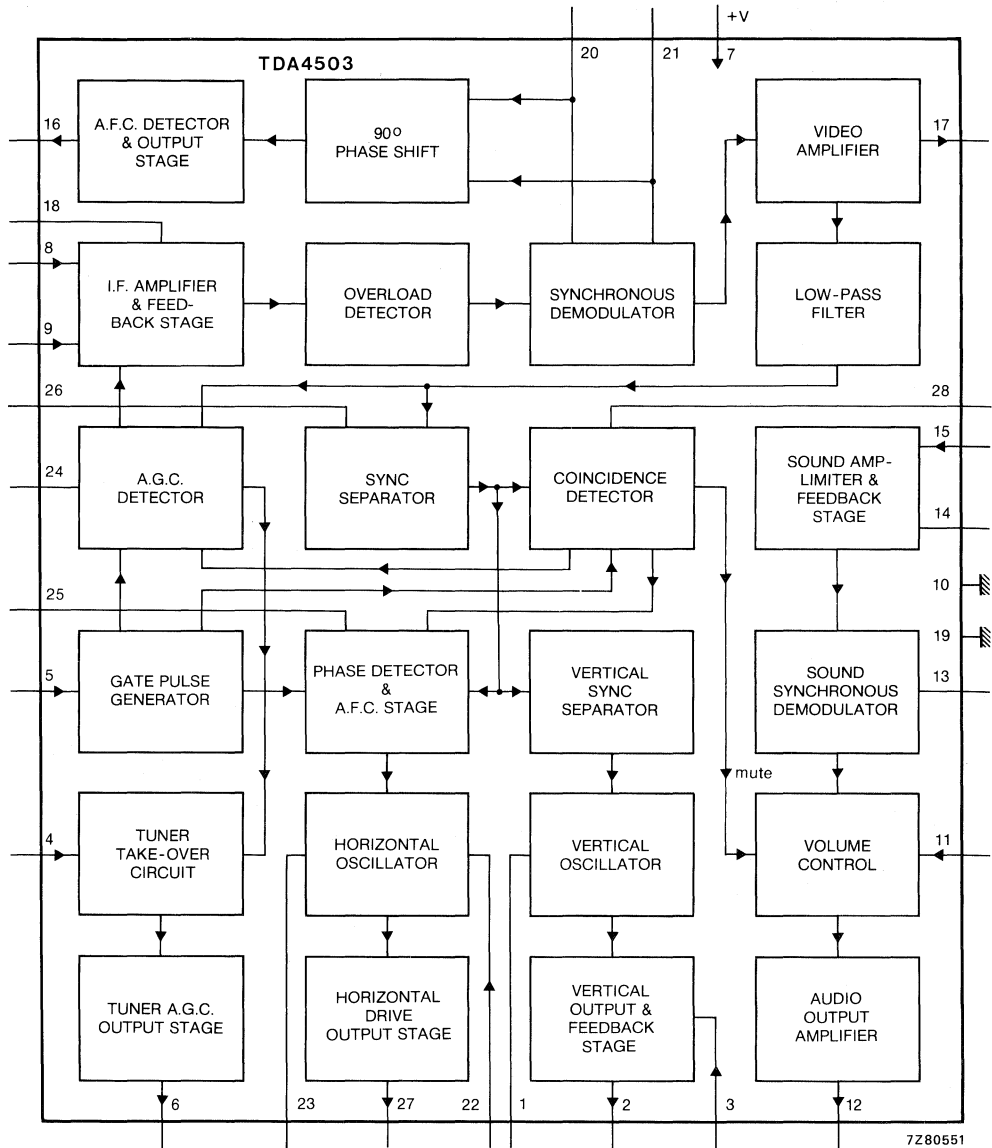 +V
20
21
7
TDA4503
16
A.F.C. DETECTOR
& OUTPUT
STAGE
90°
PHASE SHIFT
VIDEO
AMPLIFIER
17
18
8
I.F. AMPLIFIER
& FEED-
BACK STAGE
9
OVERLOAD
DETECTOR
SYNCHRONOUS
DEMODULATOR
LOW-PASS
FILTER
26
28
24
A.G.C.
DETECTOR
SYNC
SEPARATOR
COINCIDENCE
DETECTOR
15
SOUND AMP-
LIMITER &
FEEDBACK
STAGE
14
10
25
19
5
GATE PULSE
GENERATOR
PHASE DETECTOR
&
A.F.C. STAGE
VERTICAL
SYNC
SEPARATOR
SOUND
SYNCHRONOUS
DEMODULATOR
13
mute
4
TUNER
TAKE-OVER
CIRCUIT
HORIZONTAL
OSCILLATOR
VERTICAL
OSCILLATOR
VOLUME
CONTROL
11
TUNER A.G.C.
OUTPUT STAGE
HORIZONTAL
DRIVE
OUTPUT STAGE
VERTICAL
OUTPUT &
FEEDBACK
STAGE
AUDIO
OUTPUT
AMPLIFIER
6
23
27
22
1
2
3
12
7Z80551